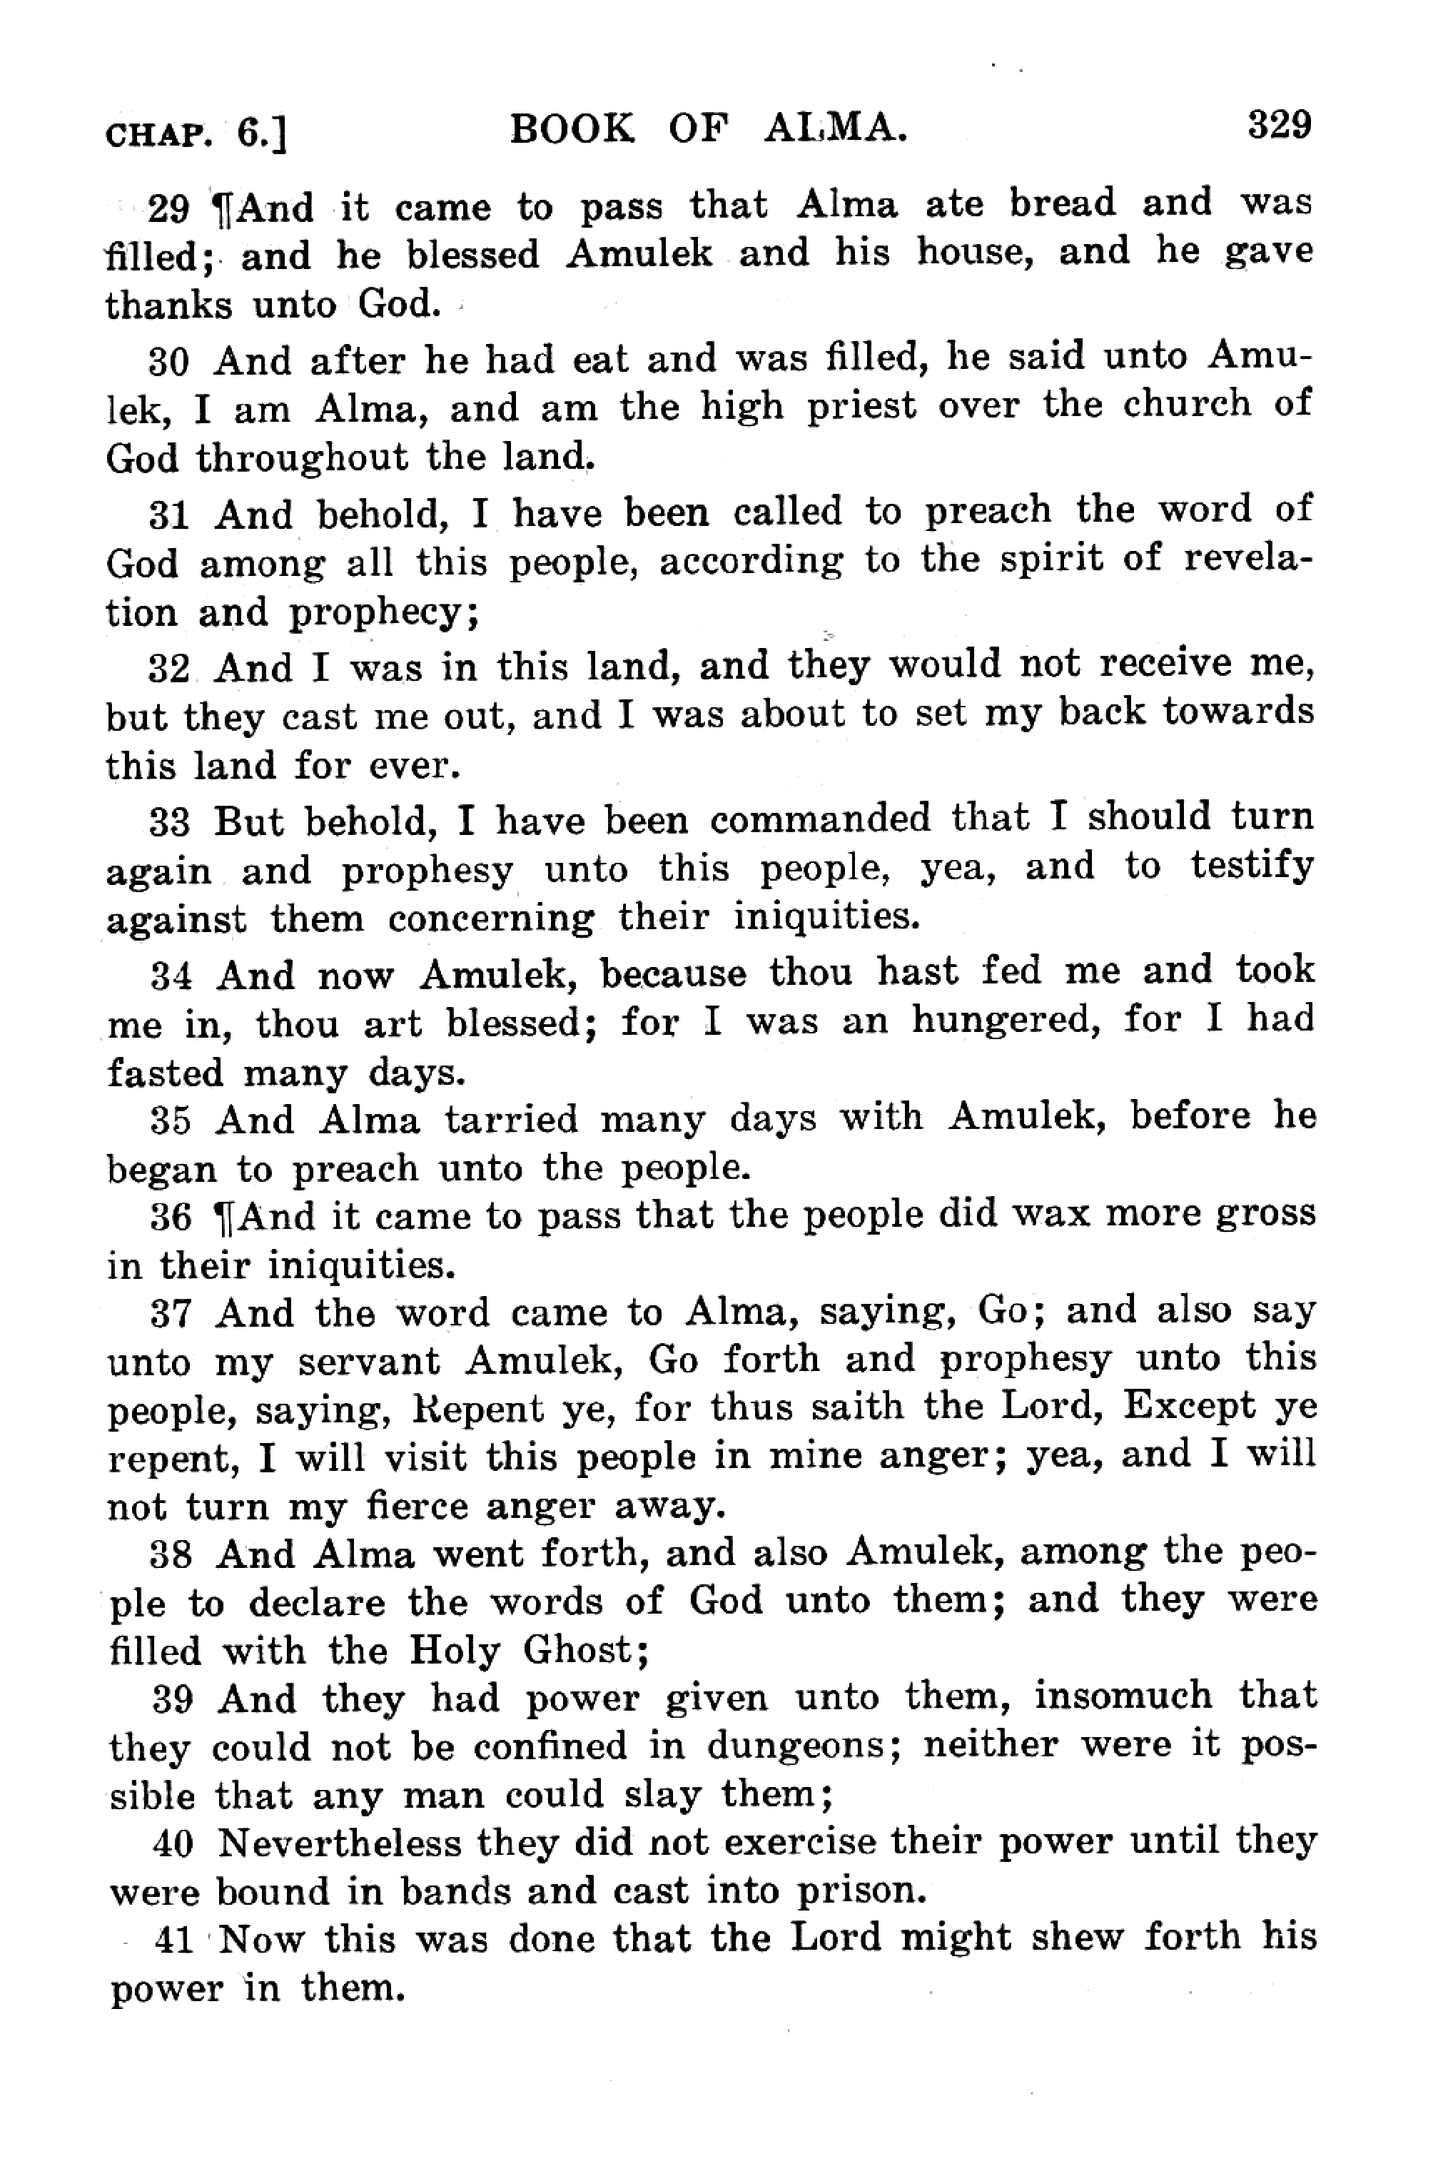 CHAP. 6.] BOOK OF ALMA. 329
29 ¶And it came to pass that Alma ate bread and was
filled; and he blessed Amulek and his house, and he gave
thanks unto God.
30 And after he had eat and was filled, he said unto Amu-
lek, I am Alma, and am the high priest over the church of
God throughout the land.
31 And behold, I have been called to preach the word of
God among all this people, according to the spirit of revela-
tion and prophecy;
32 And I was in this land, and they would not receive me,
but they cast me out, and I was about to set my back towards
this land for ever.
33 But behold, I have been commanded that I should turn
again and prophesy unto this people, yea, and to testify
against them concerning their iniquities.
34 And now Amulek, because thou hast fed me and took
me in, thou art blessed; for I was an hungered, for I had
fasted many days.
35 And Alma tarried many days with Amulek, before he
began to preach unto the people.
36 ¶And it came to pass that the people did wax more gross
in their iniquities.
37 And the word came to Alma, saying, Go; and also say
unto my servant Amulek, Go forth and prophesy unto this
people, saying, Repent ye, for thus saith the Lord, Except ye
repent, I will visit this people in mine anger; yea, and I will
not turn my fierce anger away.
38 And Alma went forth, and also Amulek, among the peo-
ple to declare the words of God unto them; and they were
filled with the Holy Ghost;
39 And they had power given unto them, insomuch that
they could not be confined in dungeons; neither were it pos-
sible that any man could slay them;
40 Nevertheless they did not exercise their power until they
were bound in bands and cast into prison.
41 Now this was done that the Lord might shew forth his
power in them.